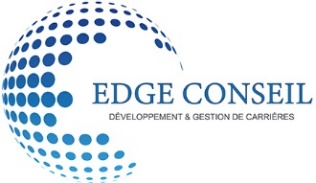 EDGE CONSEIL
DÉVELOPPEMENT & GESTION DE CARRIÈRES